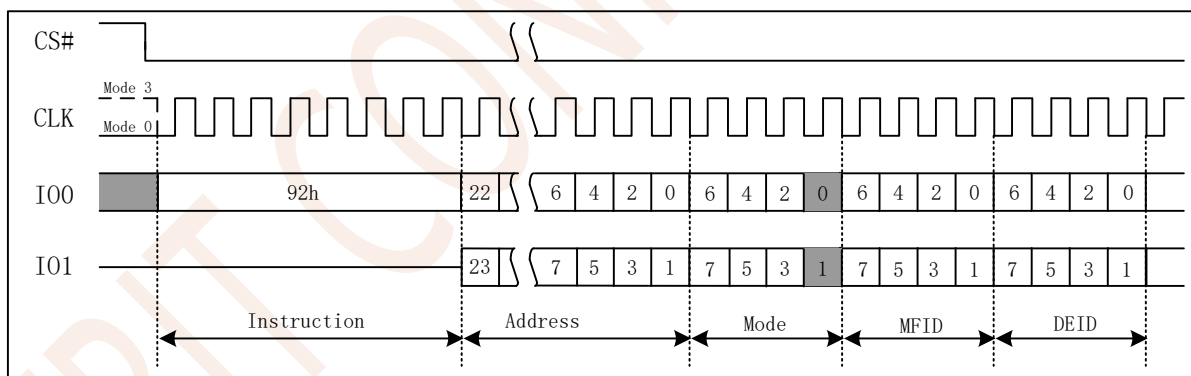 CS#
Mode 3
CLK
Mode 0
IO0 92h 22 6 4 2 0 6 4 2 0 6 4 2 0 6 4 2 0
IO1 23 7 5 3 1 7 5 3 1 7 5 3 1 7 5 3 1
Instruction Address Mode MFID DEID